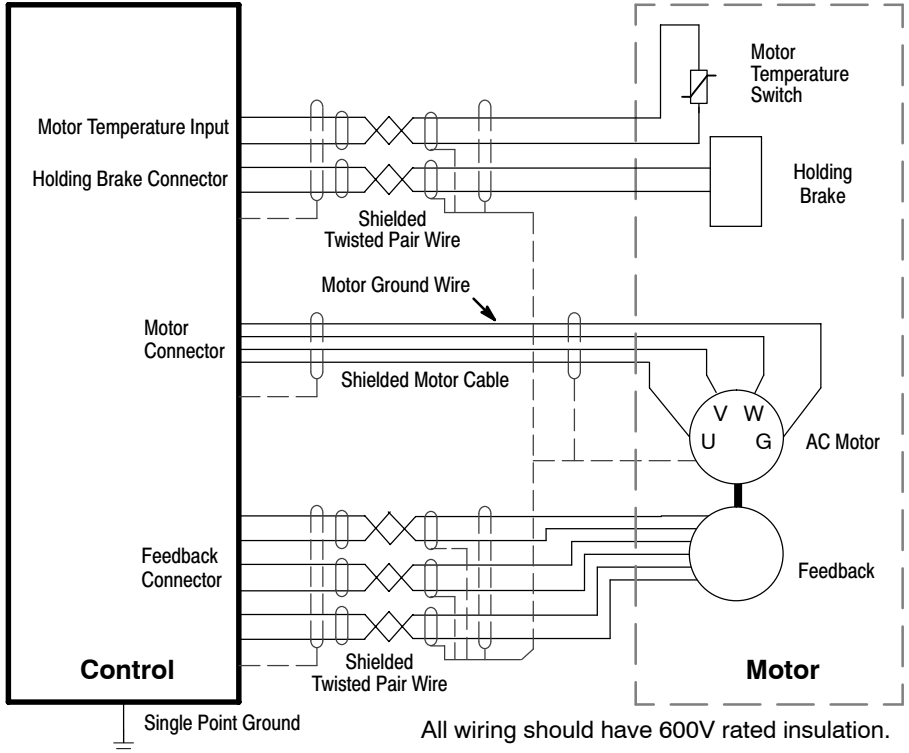 Motor
Temperature
Switch
Motor Temperature Input
Holding Brake Connector
Holding
Brake
Shielded
Twisted Pair Wire
Motor Ground Wire
Motor
Connector
Shielded Motor Cable
V W
U G
AC Motor
Feedback
Connector
Feedback
Control
Shielded
Twisted Pair Wire
Motor
Single Point Ground
All wiring should have 600V rated insulation.